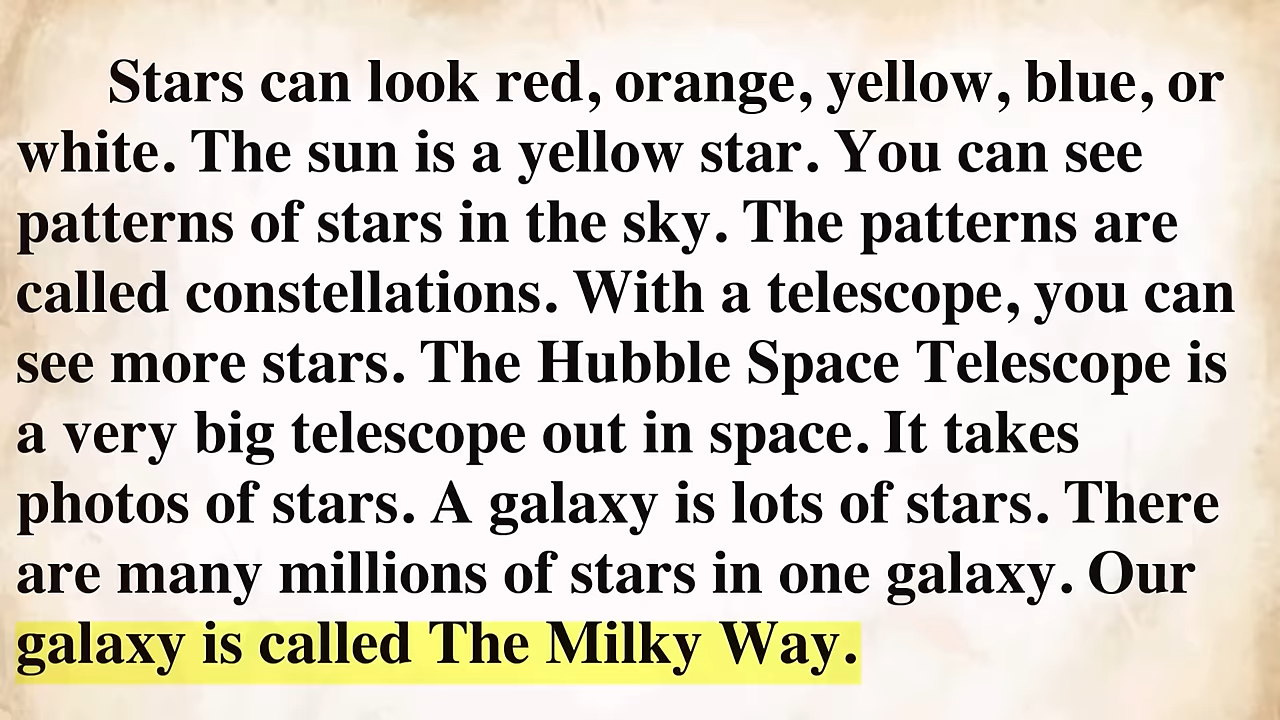 Stars can look red, orange, yellow, blue, or
white. The sun is a yellow star. You can see
patterns of stars in the sky. The patterns are
called constellations. With a telescope, you can
see more stars. The Hubble Space Telescope is
a very big telescope out in space. It takes
photos of stars. A galaxy is lots of stars. There
are many millions of stars in one galaxy. Our
galaxy is called The Milky Way.